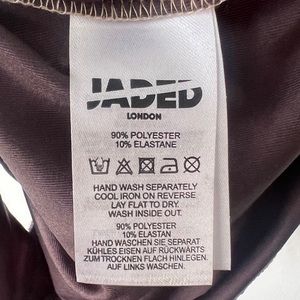 JADED
LONDON
90% POLYESTER
10% ELASTANE
HAND WASH SEPARATELY
COOL IRON ON REVERSE
LAY FLAT TO DRY.
WASH INSIDE OUT.
90% POLYESTER
10% ELASTAN
HAND WASCHEN SIE SEPARAT
KÜHLES EISEN AUF RÜCKWÄRTS
ZUM TROCKNEN FLACH HINLEGEN.
AUF LINKS WASCHEN.